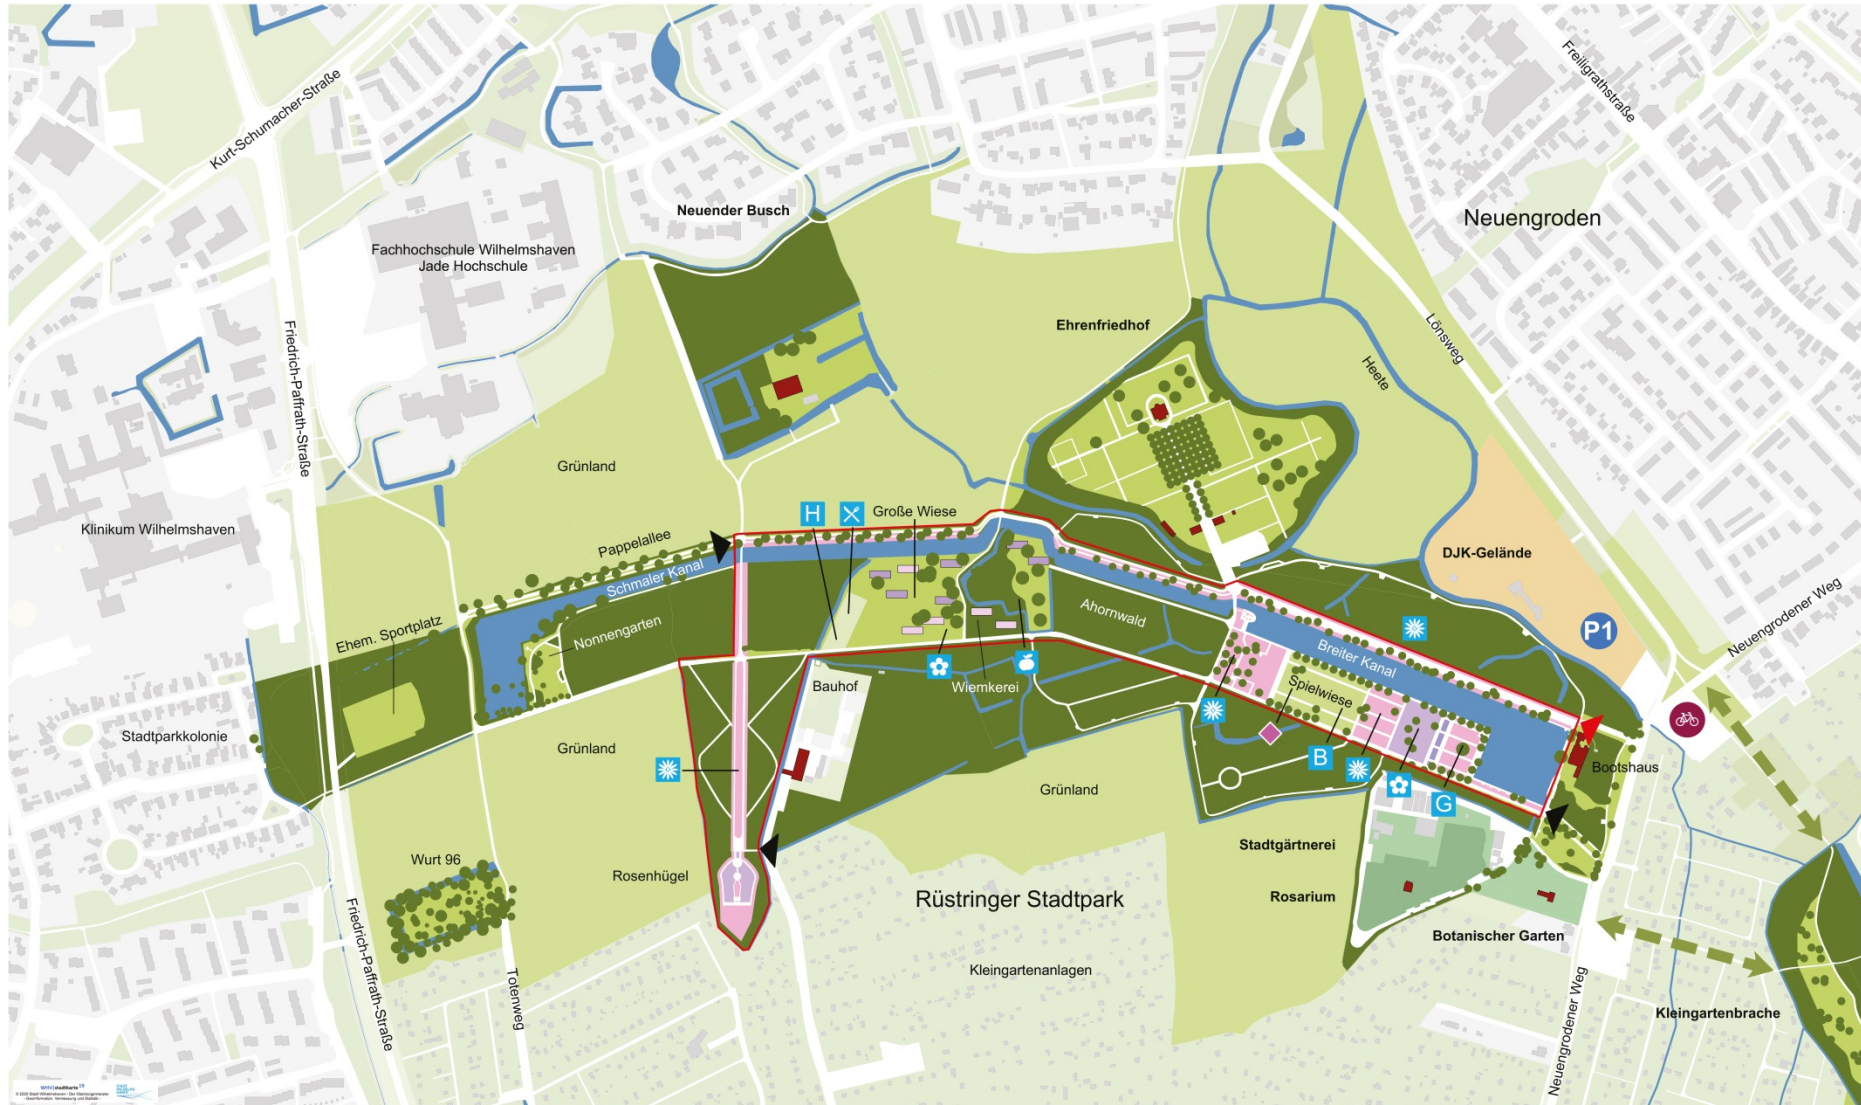 Kurt-Schumacher-Straße
Freiligrathstraße
Neuender Busch
Neuengroden
Fachhochschule Wilhelmshaven
Jade Hochschule
Friedrich-Paffrath-Straße
Ehrenfriedhof
Lönsweg
Heete
Grünland
Klinikum Wilhelmshaven
H
Große Wiese
Pappelallee
Schmaler Kanal
DJK-Gelände
Ehem. Sportplatz
Nonnengarten
Ahornwald
P1
Neuengrodener Weg
Breiter Kanal
Bauhof
Wiemkerei
Spielwiese
Stadtparkkolonie
Grünland
B
Bootshaus
Grünland
G
Wurt 96
Rosenhügel
Stadtgärtnerei
Rüstringer Stadtpark
Rosarium
Botanischer Garten
Friedrich-Paffrath-Straße
Totenweg
Kleingartenanlagen
Neuengrodener Weg
Kleingartenbrache
WHV|stadtkarte